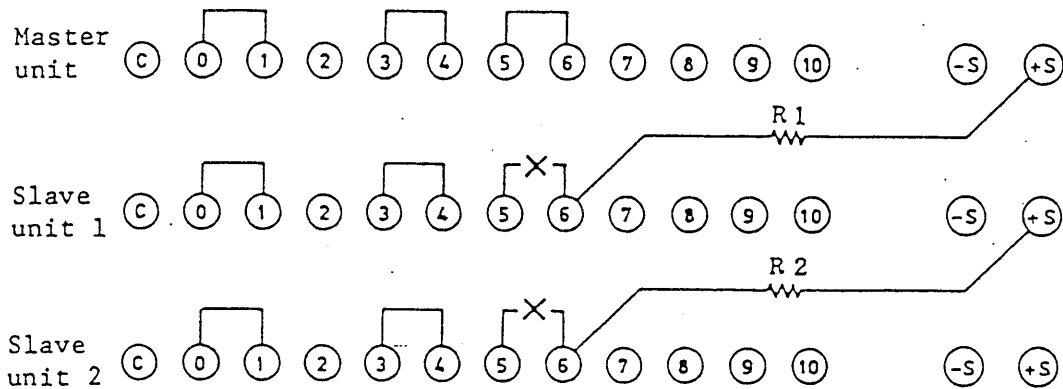 Master unit
C 0 1 2 3 4 5 6 7 8 9 10 -S +S
R1
Slave unit 1
C 0 1 2 3 4 5 6 7 8 9 10 -S +S
R2
Slave unit 2
C 0 1 2 3 4 5 6 7 8 9 10 -S +S